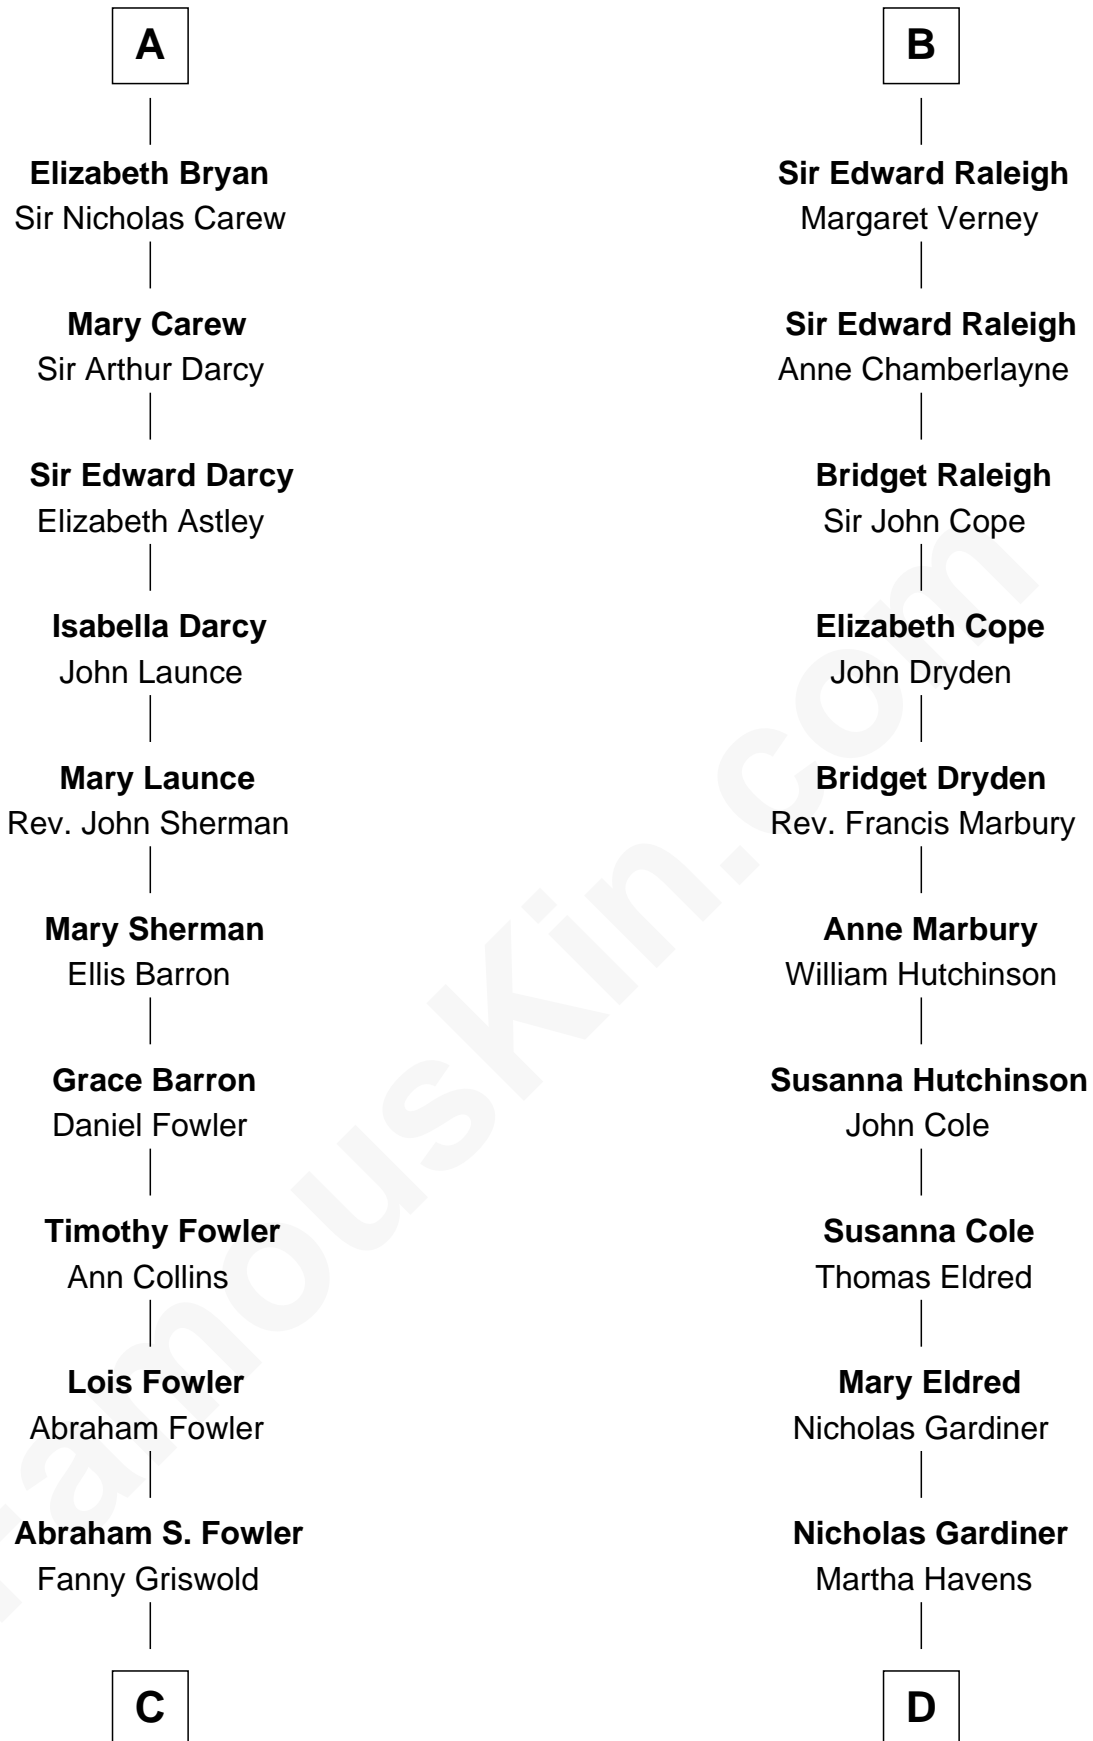 A
Elizabeth Bryan
Sir Nicholas Carew
Mary Carew
Sir Arthur Darcy
Sir Edward Darcy
Elizabeth Astley
Isabella Darcy
John Launce
Mary Launce
Rev. John Sherman
Mary Sherman
Ellis Barron
Grace Barron
Daniel Fowler
Timothy Fowler
Ann Collins
Lois Fowler
Abraham Fowler
Abraham S. Fowler
Fanny Griswold
C
B
Sir Edward Raleigh
Margaret Verney
Sir Edward Raleigh
Anne Chamberlayne
Bridget Raleigh
Sir John Cope
Elizabeth Cope
John Dryden
Bridget Dryden
Rev. Francis Marbury
Anne Marbury
William Hutchinson
Susanna Hutchinson
John Cole
Susanna Cole
Thomas Eldred
Mary Eldred
Nicholas Gardiner
Nicholas Gardiner
Martha Havens
D
FamousKin.com